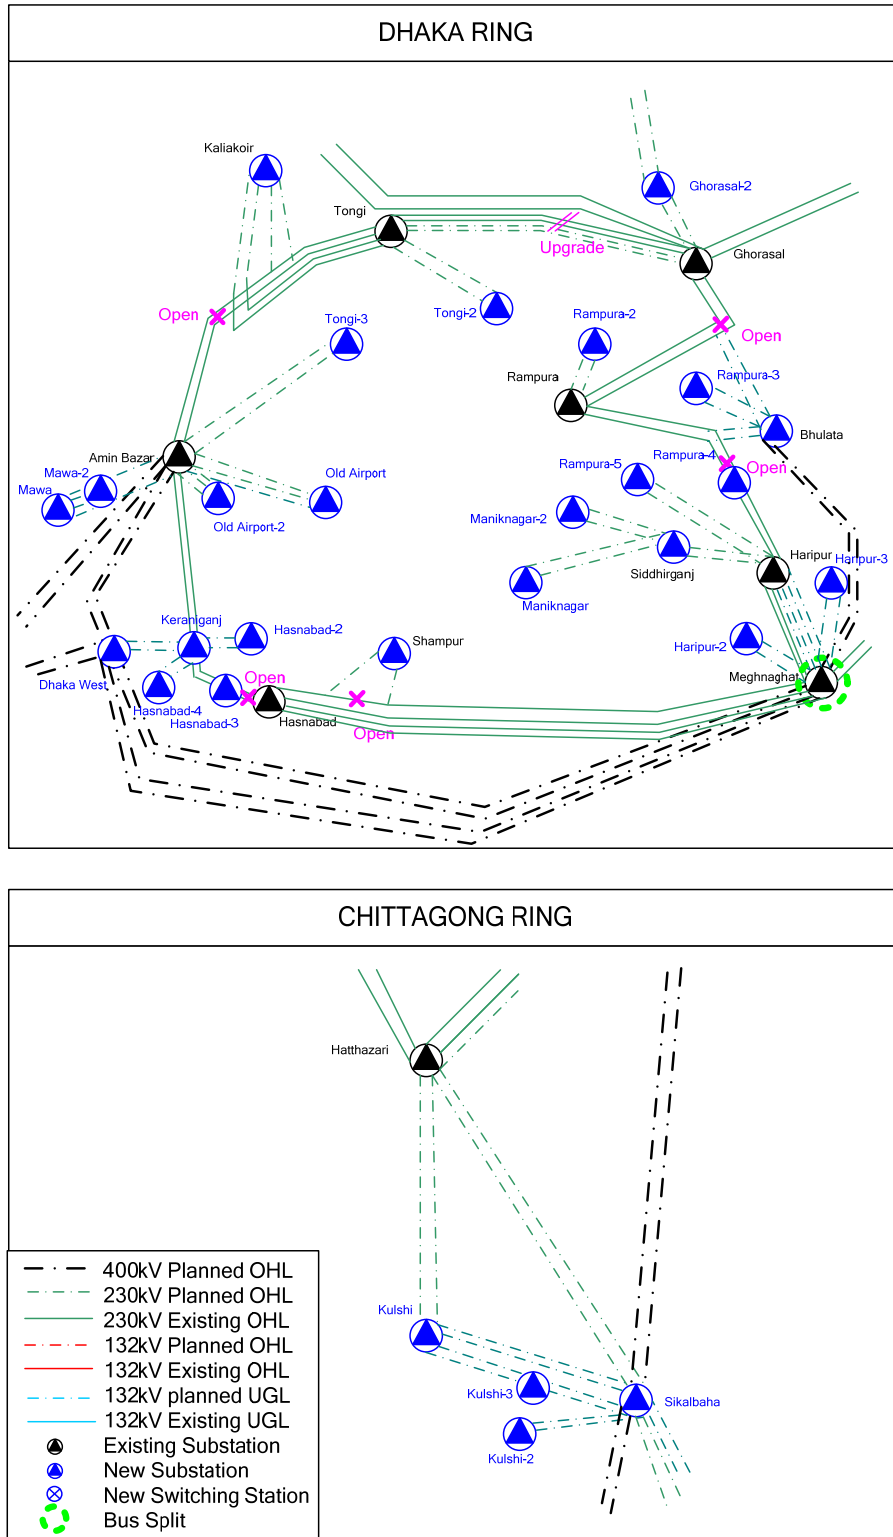 DHAKA RING
Kaliakoir
Ghorasal-2
Tongi
Upgrade
Ghorasal
Open
Tongi-3
Tongi-2
Rampura-2
Open
Rampura
Rampura-3
Bhulata
Amin Bazar
Mawa-2
Mawa
Old Airport
Old Airport-2
Rampura-5
Rampura-4
Open
Maniknagar-2
Siddhirganj
Haripur
Haripur-3
Maniknagar
Keraniganj
Hasnabad-2
Shampur
Haripur-2
Dhaka West
Meghnaghat
Open
Hasnabad-4
Hasnabad-3
Hasnabad
Open
CHITTAGONG RING
Hatthazari
Kulshi
Kulshi-3
Sikalbaha
Kulshi-2
400kV Planned OHL
230kV Planned OHL
230kV Existing OHL
132kV Planned OHL
132kV Existing OHL
132kV planned UGL
132kV Existing UGL
Existing Substation
New Substation
New Switching Station
Bus Split